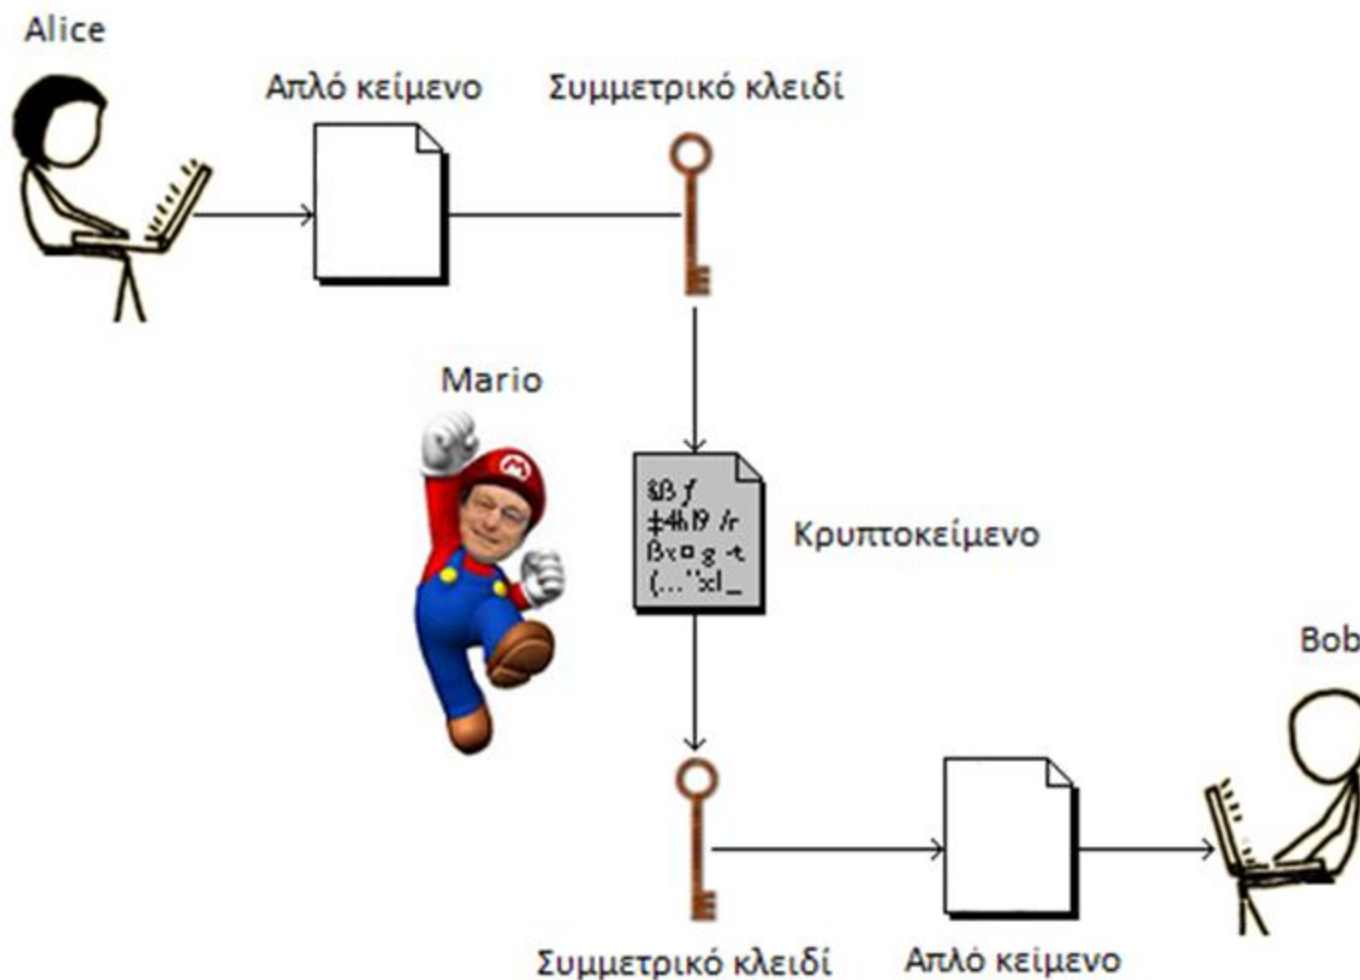 Alice
Απλό κείμενο
Συμμετρικό κλειδί
Mario
M
Κρυπτοκείμενο
Bob
Συμμετρικό κλειδί
Απλό κείμενο